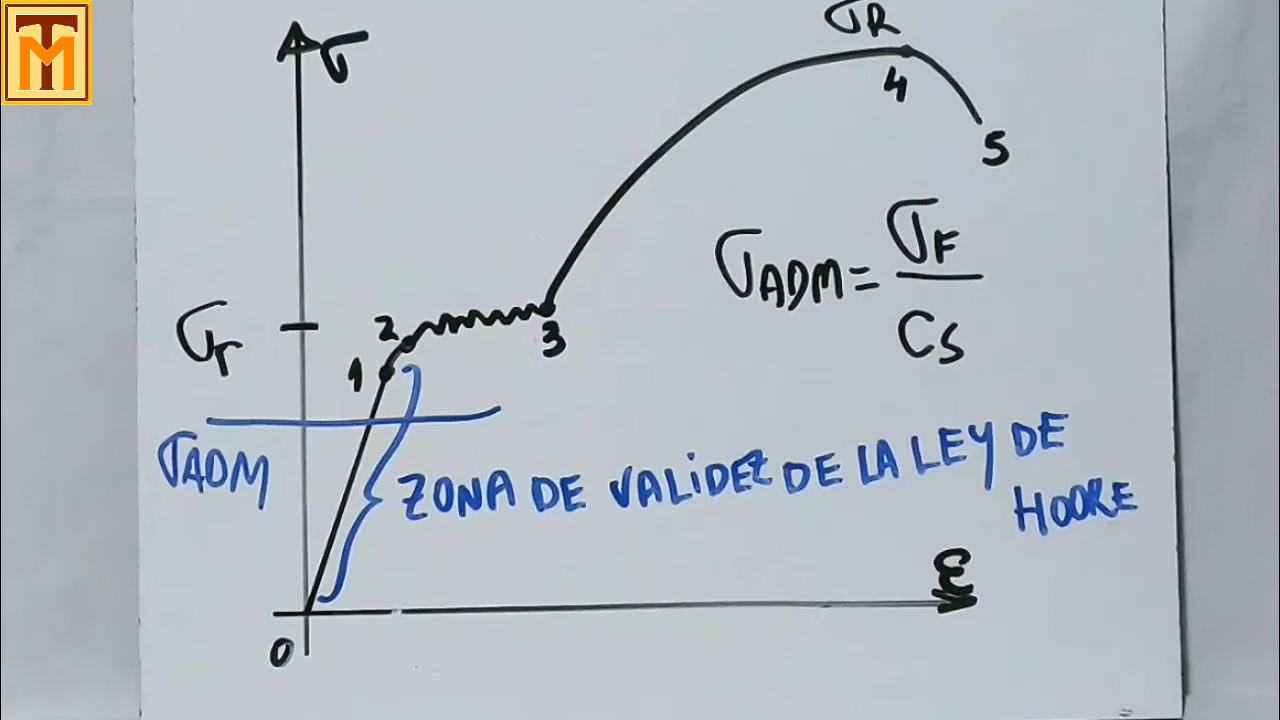 TM
σ
σR
4
5
σF
σADM = σF / CS
2
3
1
σADM
ZONA DE VALIDEZ DE LA LEY DE
HOOKE
ε
0